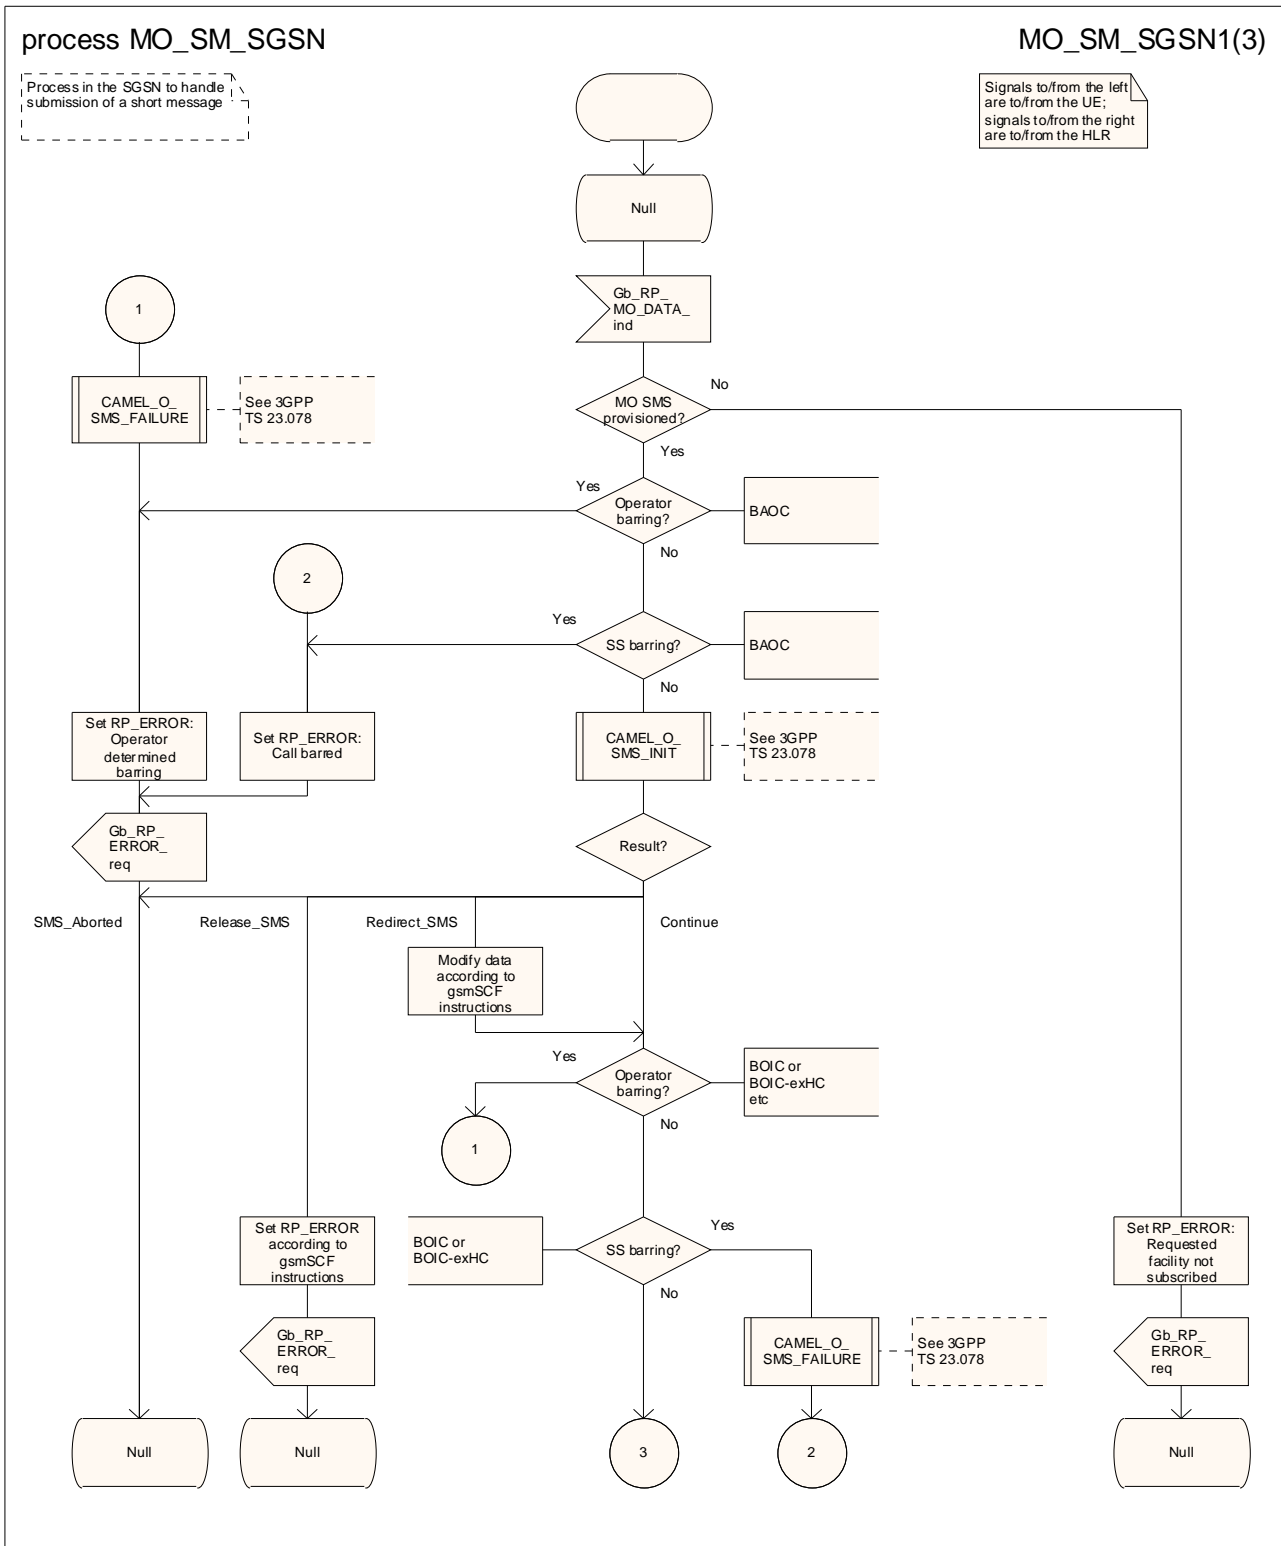 process MO_SM_SGSN
MO_SM_SGSN1(3)
Process in the SGSN to handle
submission of a short message
Signals to/from the left
are to/from the UE;
signals to/from the right
are to/from the HLR
Null
Gb_RP_
MO_DATA_
ind
1
CAMEL_O_
SMS_FAILURE
See 3GPP
TS 23.078
MO SMS
provisioned?
No
Yes
Yes
Operator
barring?
BAOC
No
2
Yes
SS barring?
BAOC
No
Set RP_ERROR:
Operator
determined
barring
Set RP_ERROR:
Call barred
CAMEL_O_
SMS_INIT
See 3GPP
TS 23.078
Gb_RP_
ERROR_
req
Result?
SMS_Aborted
Release_SMS
Redirect_SMS
Continue
Modify data
according to
gsmSCF
instructions
Yes
Operator
barring?
BOIC or
BOIC-exHC
etc
No
1
Set RP_ERROR
according to
gsmSCF
instructions
BOIC or
BOIC-exHC
SS barring?
Yes
No
Set RP_ERROR:
Requested
facility not
subscribed
Gb_RP_
ERROR_
req
CAMEL_O_
SMS_FAILURE
See 3GPP
TS 23.078
Gb_RP_
ERROR_
req
Null
Null
3
2
Null